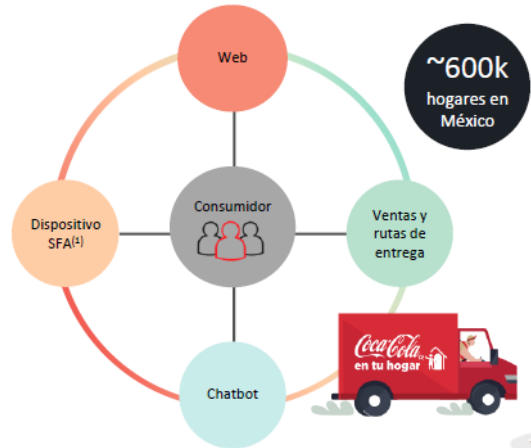 Web
~600k
hogares en
México
Consumidor
Dispositivo
SFA(1)
Ventas y
rutas de
entrega
Chatbot
Coca-Cola
en tu hogar